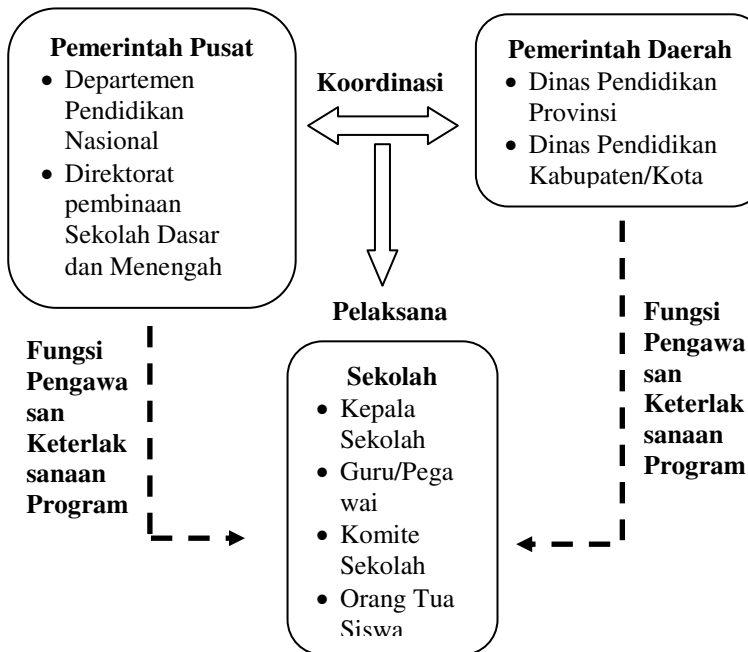 Pemerintah Pusat
• Departemen
Pendidikan
Nasional
• Direktorat
pembinaan
Sekolah Dasar
dan Menengah
Koordinasi
Pemerintah Daerah
• Dinas Pendidikan
Provinsi
• Dinas Pendidikan
Kabupaten/Kota
Fungsi
Pengawa
san
Keterlak
sanaan
Program
Pelaksana
Sekolah
• Kepala
Sekolah
• Guru/Pega
wai
• Komite
Sekolah
• Orang Tua
Siswa
Fungsi
Pengawa
san
Keterlak
sanaan
Program